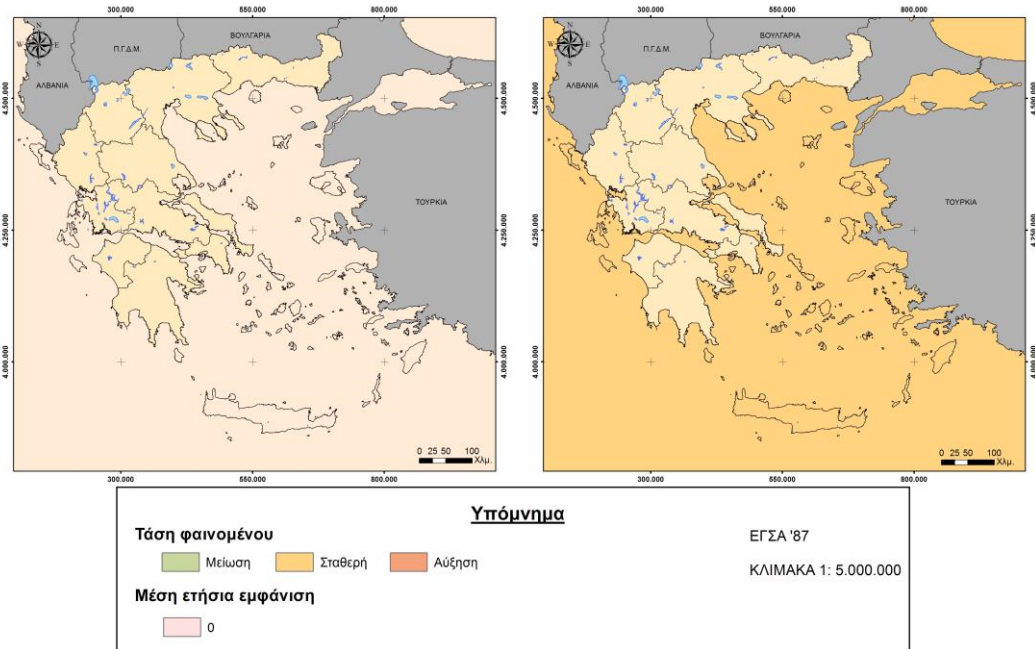 300.000 550.000 800.000
300.000 550.000 800.000
N
W E
S
Π.Γ.Δ.Μ.
ΒΟΥΛΓΑΡΙΑ
ΑΛΒΑΝΙΑ
ΤΟΥΡΚΙΑ
4.500.000
4.250.000
4.000.000
4.500.000
4.250.000
4.000.000
0 25 50 100
Χλμ.
300.000 550.000 800.000
N
W E
S
Π.Γ.Δ.Μ.
ΒΟΥΛΓΑΡΙΑ
ΑΛΒΑΝΙΑ
ΤΟΥΡΚΙΑ
4.500.000
4.250.000
4.000.000
4.500.000
4.250.000
4.000.000
0 25 50 100
Χλμ.
300.000 550.000 800.000
Υπόμνημα
Τάση φαινομένου
Μείωση Σταθερή Αύξηση
Μέση ετήσια εμφάνιση
0
ΕΓΣΑ '87
ΚΛΙΜΑΚΑ 1: 5.000.000